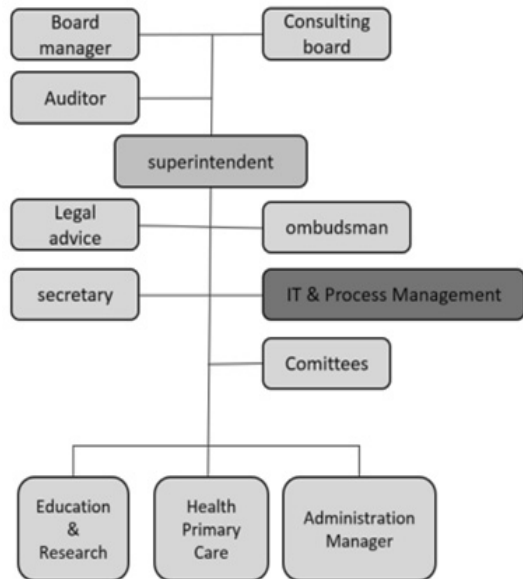 Board
manager
Consulting
board
Auditor
superintendent
Legal
advice
ombudsman
secretary
IT & Process Management
Comittees
Education
&
Research
Health
Primary
Care
Administration
Manager